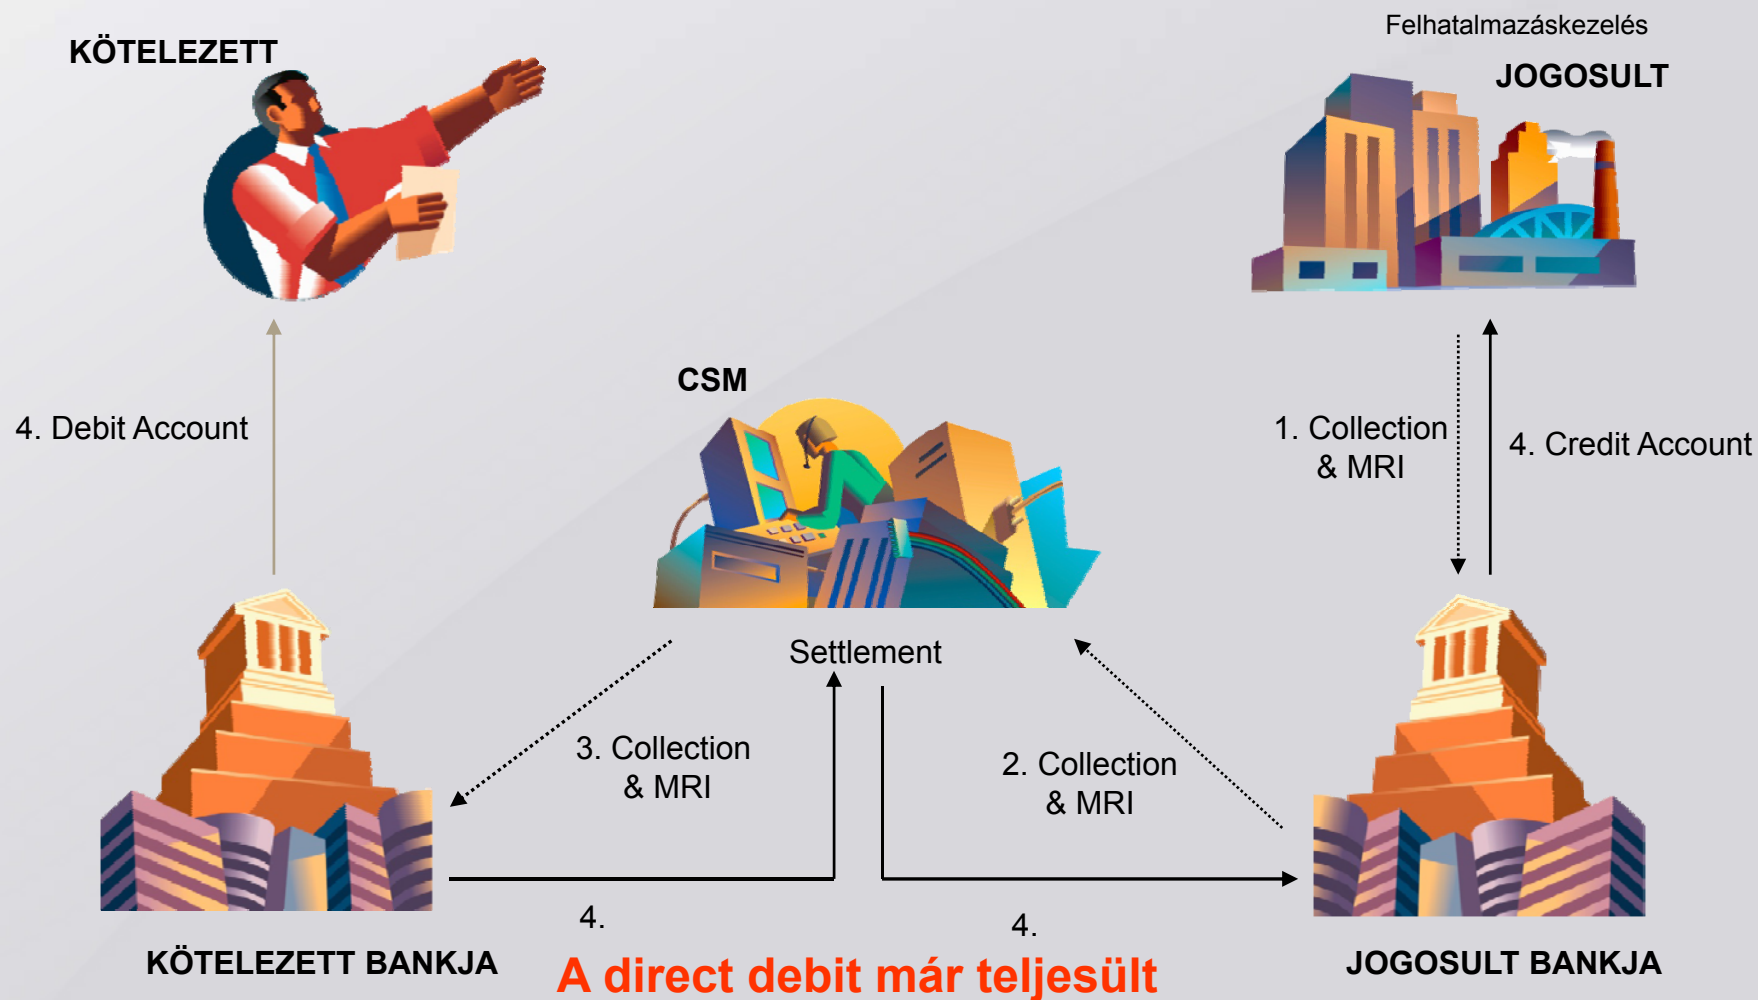 Felhatalmazáskezelés
KÖTELEZETT
JOGOSULT
CSM
4. Debit Account
1. Collection
& MRI
4. Credit Account
Settlement
3. Collection
& MRI
2. Collection
& MRI
4.
4.
KÖTELEZETT BANKJA
A direct debit már teljesült
JOGOSULT BANKJA